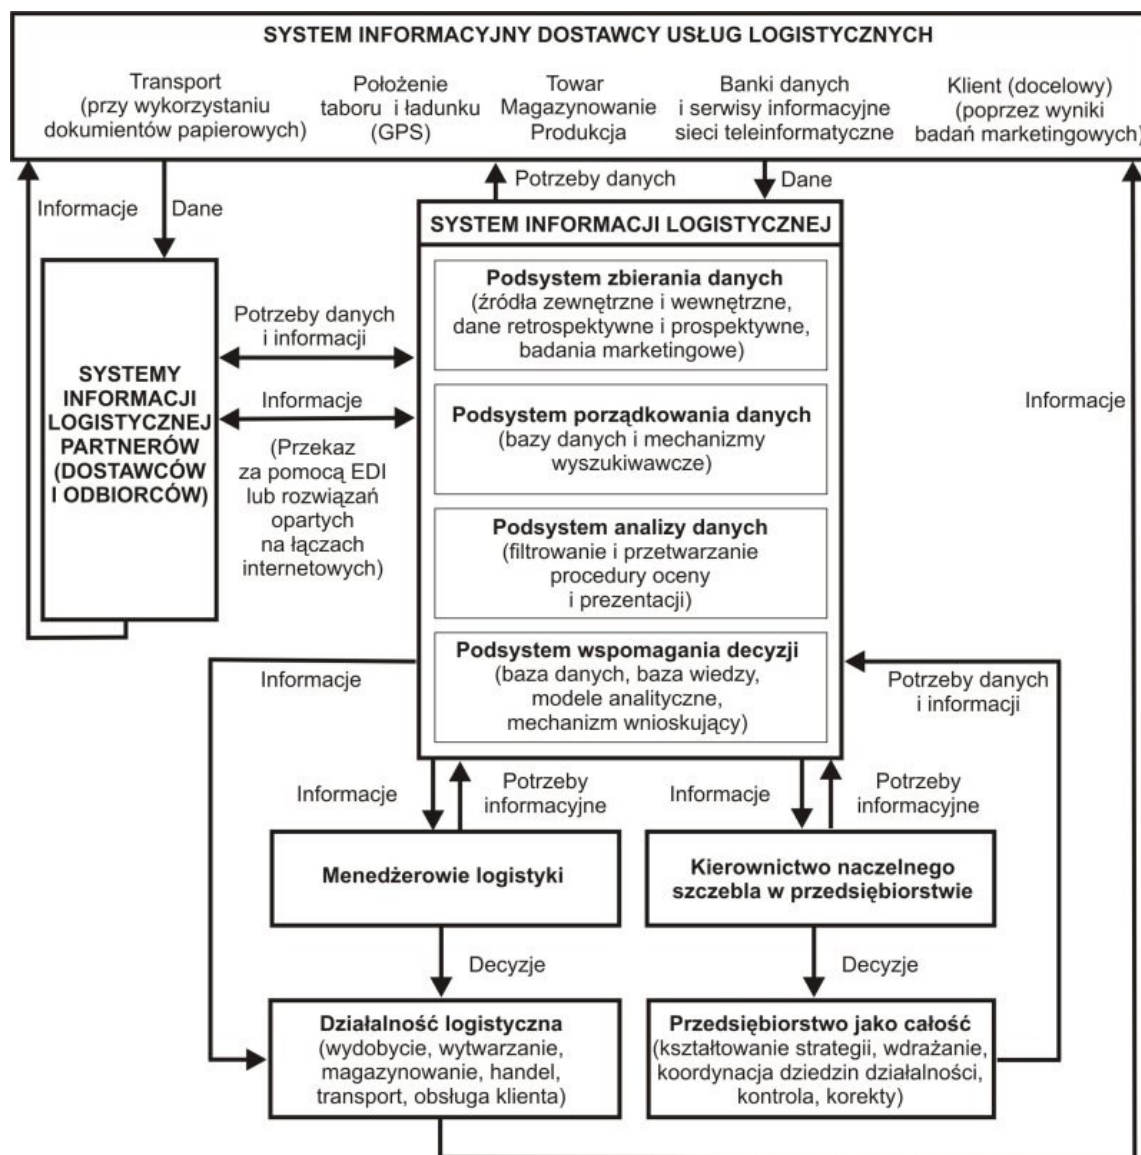 SYSTEM INFORMACYJNY DOSTAWCY USŁUG LOGISTYCZNYCH
Transport
(przy wykorzystaniu
dokumentów papierowych)
Położenie
taboru i ładunku
(GPS)
Towar
Magazynowanie
Produkcja
Banki danych
i serwisy informacyjne
sieci teleinformatyczne
Klient (docelowy)
(poprzez wyniki
badań marketingowych)
Informacje
Dane
Potrzeby danych
Dane
SYSTEM INFORMACJI LOGISTYCZNEJ
Podsystem zbierania danych
(źródła zewnętrzne i wewnętrzne,
dane retrospektywne i prospektywne,
badania marketingowe)
Potrzeby danych
i informacji
SYSTEMY
INFORMACJI
LOGISTYCZNEJ
PARTNERÓW
(DOSTAWCÓW
I ODBIORCÓW)
Informacje
(Przekaz
za pomocą EDI
lub rozwiązań
opartych
na łączach
internetowych)
Podsystem porządkowania danych
(bazy danych i mechanizmy
wyszukiwawcze)
Informacje
Podsystem analizy danych
(filtrowanie i przetwarzanie
procedury oceny
i prezentacji)
Podsystem wspomagania decyzji
(baza danych, baza wiedzy,
modele analityczne,
mechanizm wnioskujący)
Informacje
Potrzeby danych
i informacji
Informacje
Potrzeby
informacyjne
Informacje
Potrzeby
informacyjne
Menedżerowie logistyki
Kierownictwo naczelnego
szczebla w przedsiębiorstwie
Decyzje
Decyzje
Działalność logistyczna
(wydobycie, wytwarzanie,
magazynowanie, handel,
transport, obsługa klienta)
Przedsiębiorstwo jako całość
(kształtowanie strategii, wdrażanie,
koordynacja dziedzin działalności,
kontrola, korekty)